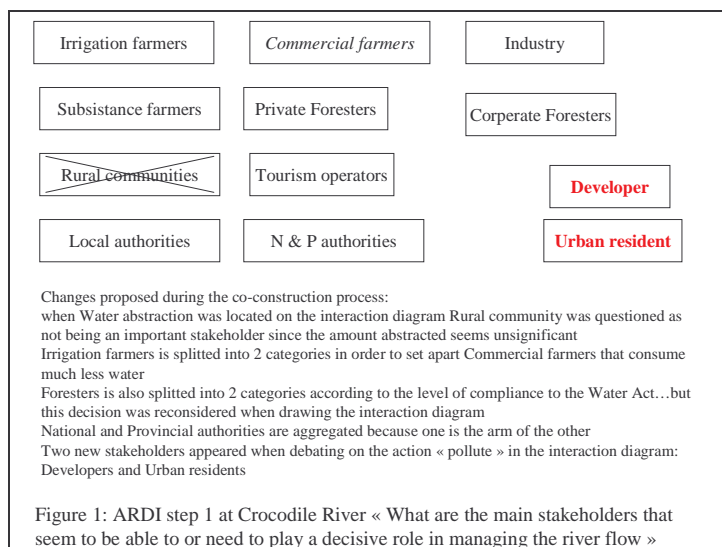 Irrigation farmers
Commercial farmers
Industry
Subsistance farmers
Private Foresters
Corperate Foresters
Rural communities
Tourism operators
Developer
Local authorities
N & P authorities
Urban resident
Changes proposed during the co-construction process:
when Water abstraction was located on the interaction diagram Rural community was questioned as
not being an important stakeholder since the amount abstracted seems unsignificant
Irrigation farmers is splitted into 2 categories in order to set apart Commercial farmers that consume
much less water
Foresters is also splitted into 2 categories according to the level of compliance to the Water Act…but
this decision was reconsidered when drawing the interaction diagram
National and Provincial authorities are aggregated because one is the arm of the other
Two new stakeholders appeared when debating on the action « pollute » in the interaction diagram:
Developers and Urban residents
Figure 1: ARDI step 1 at Crocodile River « What are the main stakeholders that
seem to be able to or need to play a decisive role in managing the river flow »